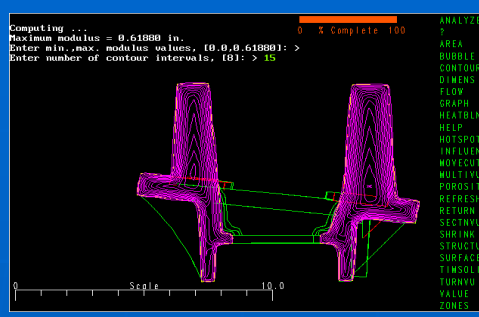 Computing ...
Maximum modulus = 0.61880 in.
Enter min.,max. modulus values, [0.0,0.61880]: >
Enter number of contour intervals, [8]: > 15
0 % Complete 100
ANALYZE
?
AREA
BUBBLE
CONTOUR
DIMENS
FLOW
GRAPH
HEATBLN
HELP
HOTSPOT
INFLUEN
MOVECUT
MULTIVU
POROSIT
REFRESH
RETURN
SECTNVU
SHRINK
STRUCTU
SURFACE
TIMSOLI
TURNVU
VALUE
ZONES
0 Scale 10.0